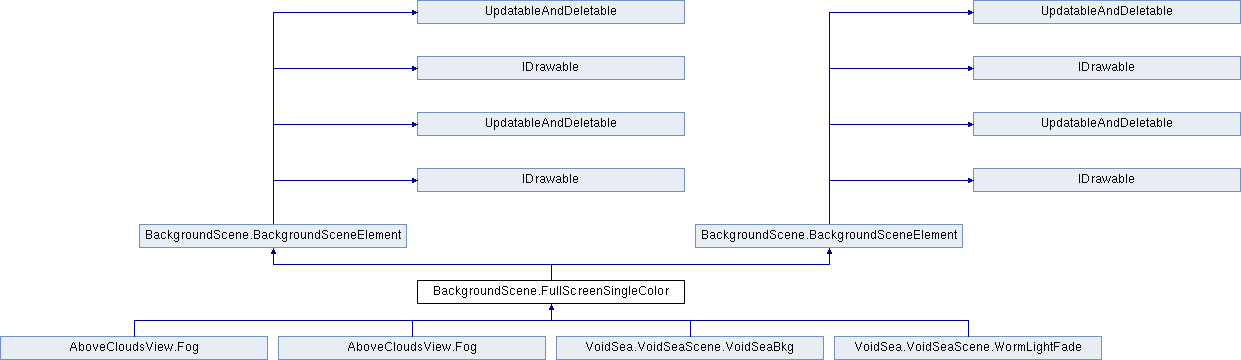 UpdatableAndDeletable UpdatableAndDeletable
IDrawable IDrawable
UpdatableAndDeletable UpdatableAndDeletable
IDrawable IDrawable
BackgroundScene.BackgroundSceneElement BackgroundScene.BackgroundSceneElement
BackgroundScene.FullScreenSingleColor
AboveCloudsView.Fog AboveCloudsView.Fog VoidSea.VoidSeaScene.VoidSeaBkg VoidSea.VoidSeaScene.WormLightFade